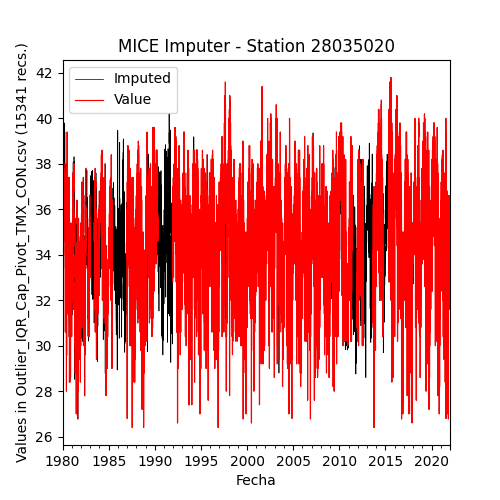 MICE Imputer - Station 28035020
Imputed
Value
Values in Outlier_IQR_Cap_Pivot_TMX_CON.csv (15341 recs.)
42
40
38
36
34
32
30
28
26
1980 1985 1990 1995 2000 2005 2010 2015 2020
Fecha